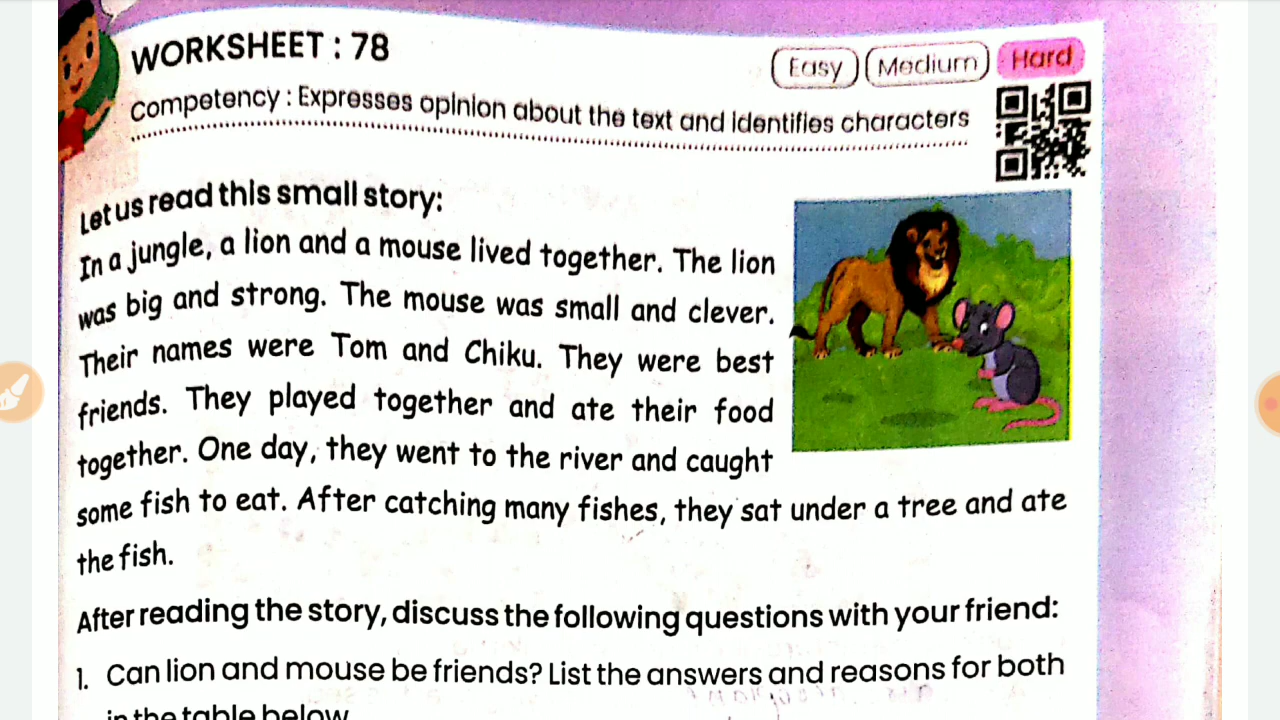 WORKSHEET : 78
Easy Medium Hard
Competency : Expresses opinion about the text and identifies characters
Let us read this small story:
In a jungle, a lion and a mouse lived together. The lion
was big and strong. The mouse was small and clever.
Their names were Tom and Chiku. They were best
friends. They played together and ate their food
together. One day, they went to the river and caught
some fish to eat. After catching many fishes, they sat under a tree and ate
the fish.
After reading the story, discuss the following questions with your friend:
1. Can lion and mouse be friends? List the answers and reasons for both
in the table below